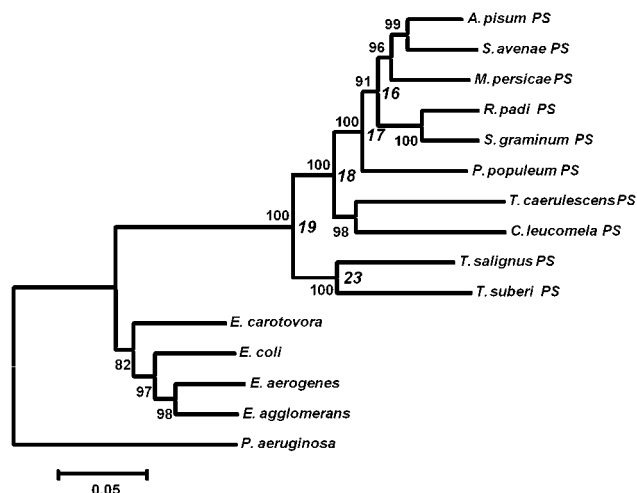 A. pisum PS
99
S. avenae PS
96
M. persicae PS
91
16
R. padi PS
100
17
100
S. graminum PS
100
18
P. populeum PS
T. caerulescens PS
100
19
98
C. leucomela PS
T. salignus PS
23
100
T. suberi PS
E. carotovora
82
E. coli
97
E. aerogenes
98
E. agglomerans
P. aeruginosa
0.05